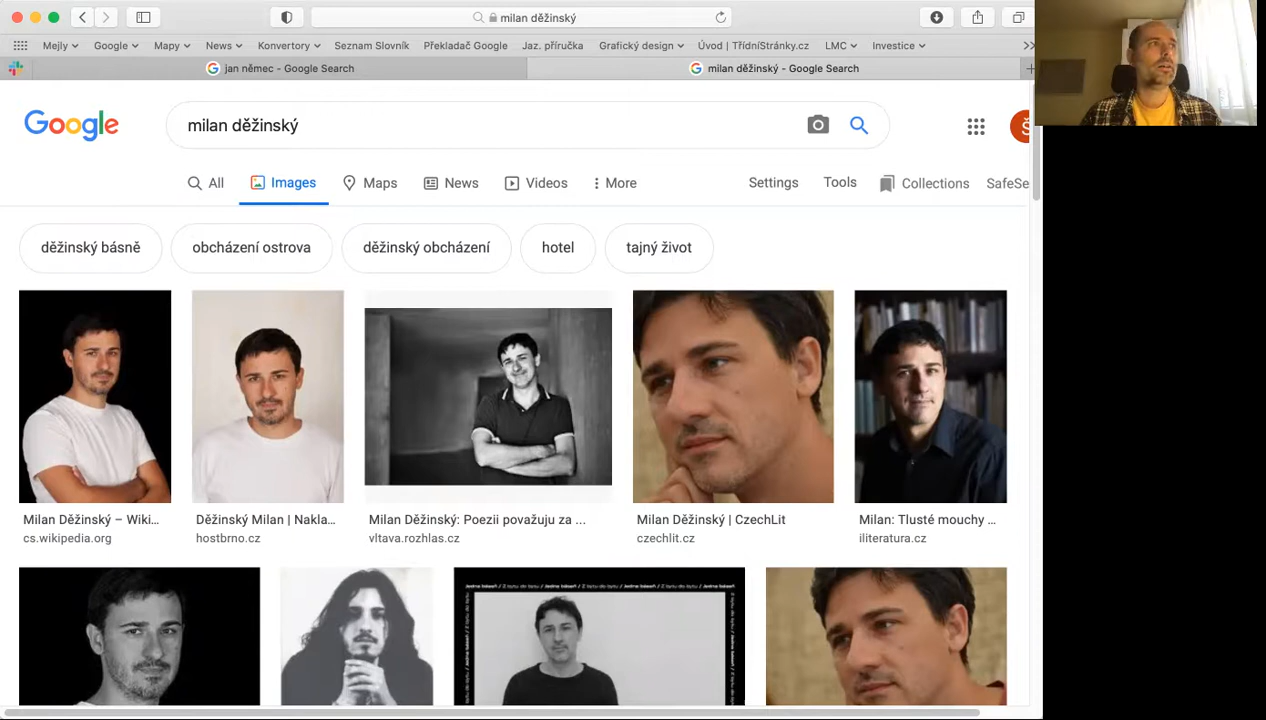 milan děžinský
Mejly Google Mapy News Konvertory Seznam Slovník Překladač Google Jaz. příručka Grafický design Úvod | TřídníStránky.cz LMC Investice
jan němec - Google Search milan děžinský - Google Search
Google milan děžinský Š
All Images Maps News Videos More Settings Tools Collections SafeSe
děžinský básně obcházení ostrova děžinský obcházení hotel tajný život
Milan Děžinský – Wiki... Děžinský Milan | Nakla... Milan Děžinský: Poezii považuju za ... Milan Děžinský | CzechLit Milan: Tlusté mouchy ...
cs.wikipedia.org hostbrno.cz vltava.rozhlas.cz czechlit.cz iliteratura.cz